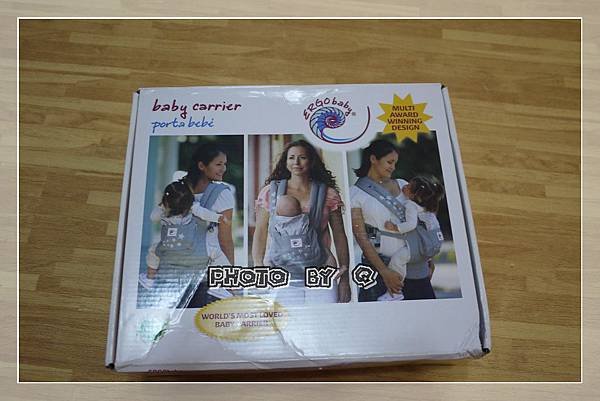 baby carrier
porta bebé
ERGObaby®
MULTI
AWARD
WINNING
DESIGN
PHOTO BY Q
WORLD'S MOST LOVED
BABY CARRIER